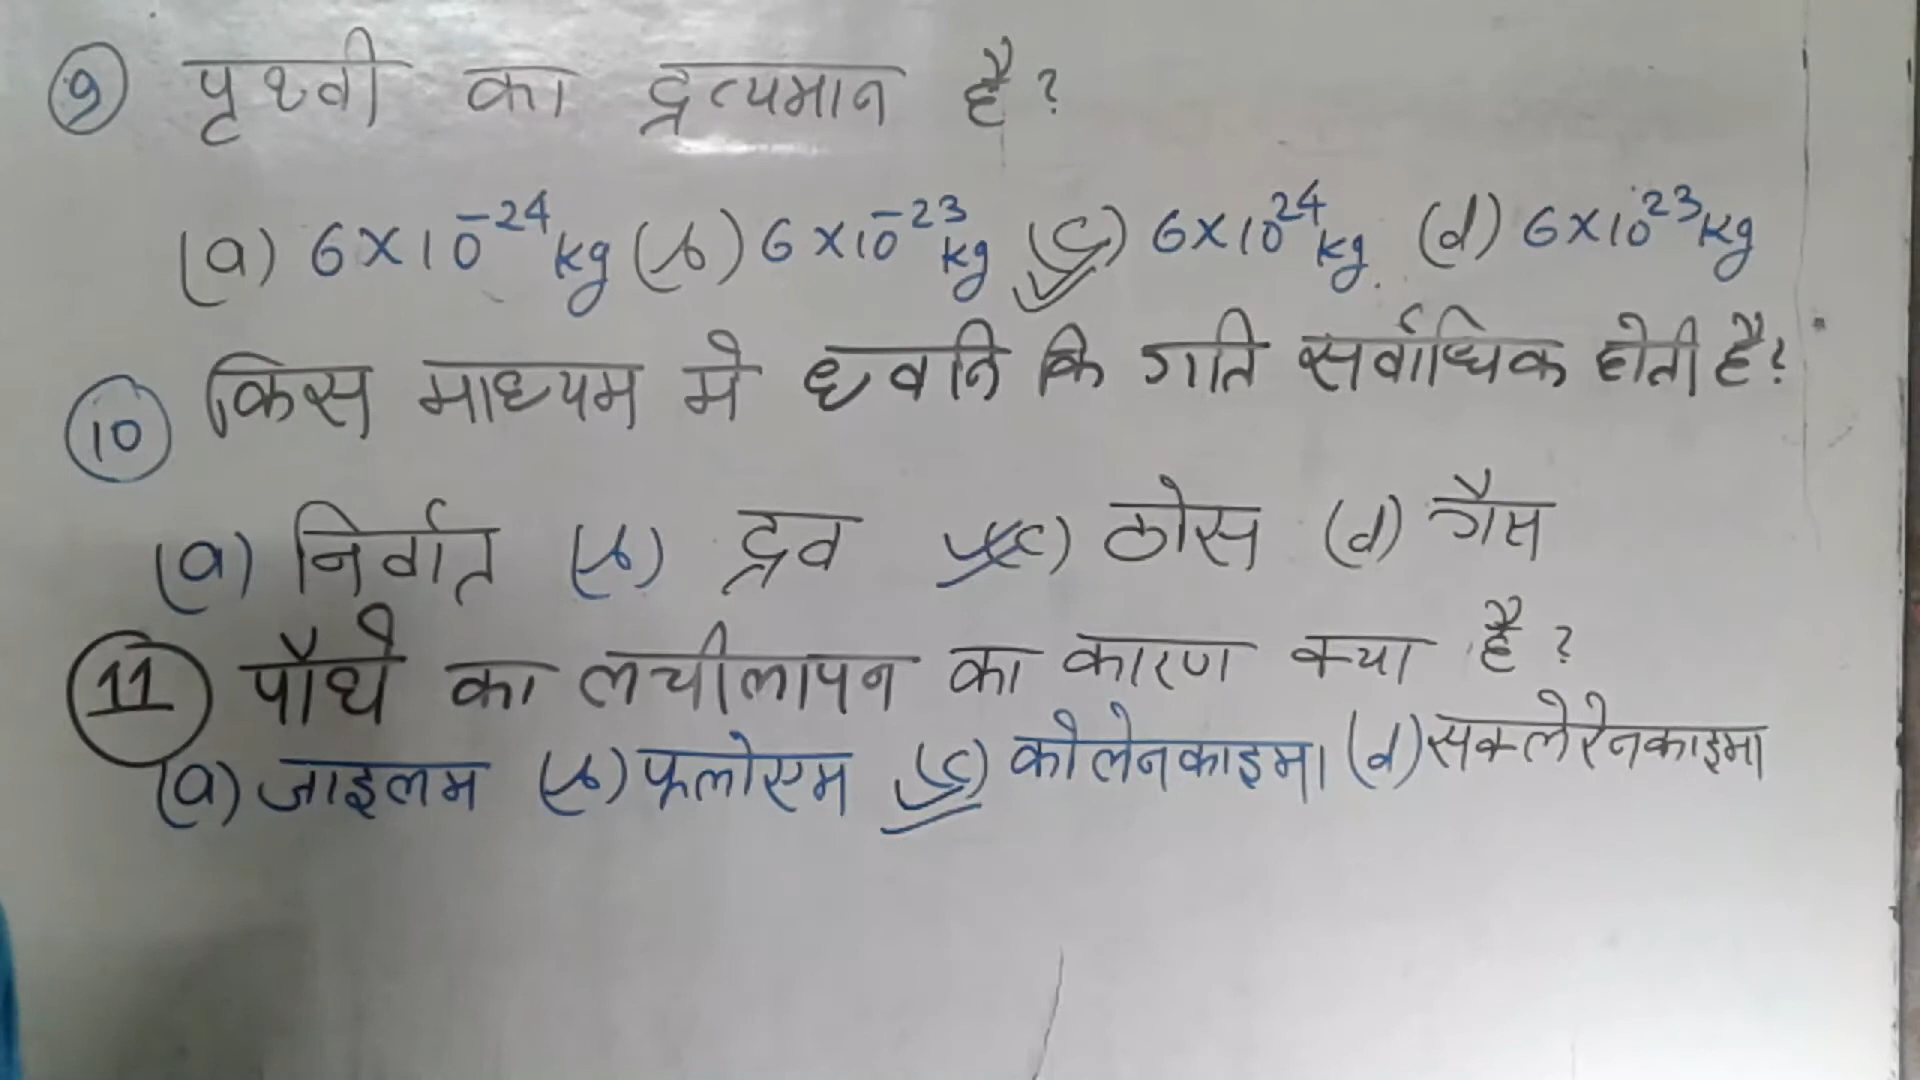 9 पृथ्वी का द्रव्यमान है?
(a) 6×10⁻²⁴ kg (b) 6×10⁻²³ kg (c) 6×10²⁴ kg. (d) 6×10²³ kg
10 किस माध्यम मे ध्वनि कि गति सर्वाधिक होती है?
(a) निर्वात (b) द्रव (c) ठोस (d) गैस
11 पौधे का लचीलापन का कारण क्या है?
(a) जाइलम (b) फ्लोएम (c) कोलेनकाइमा (d) सक्लेरेनकाइमा